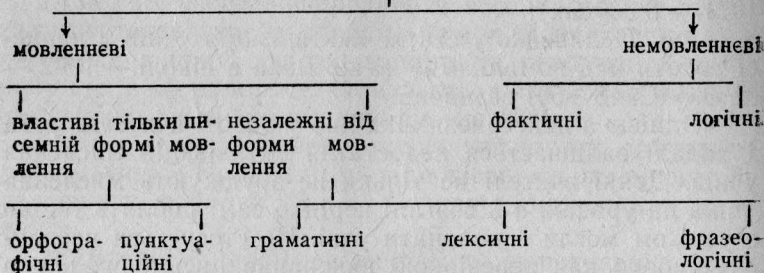 мовленнєві немовленнєві
властиві тільки пи- незалежні від фактичні логічні
семній формі мов- форми мов-
лення лення
орфогра- пунктуа- граматичні лексичні фразео-
фічні ційні логічні